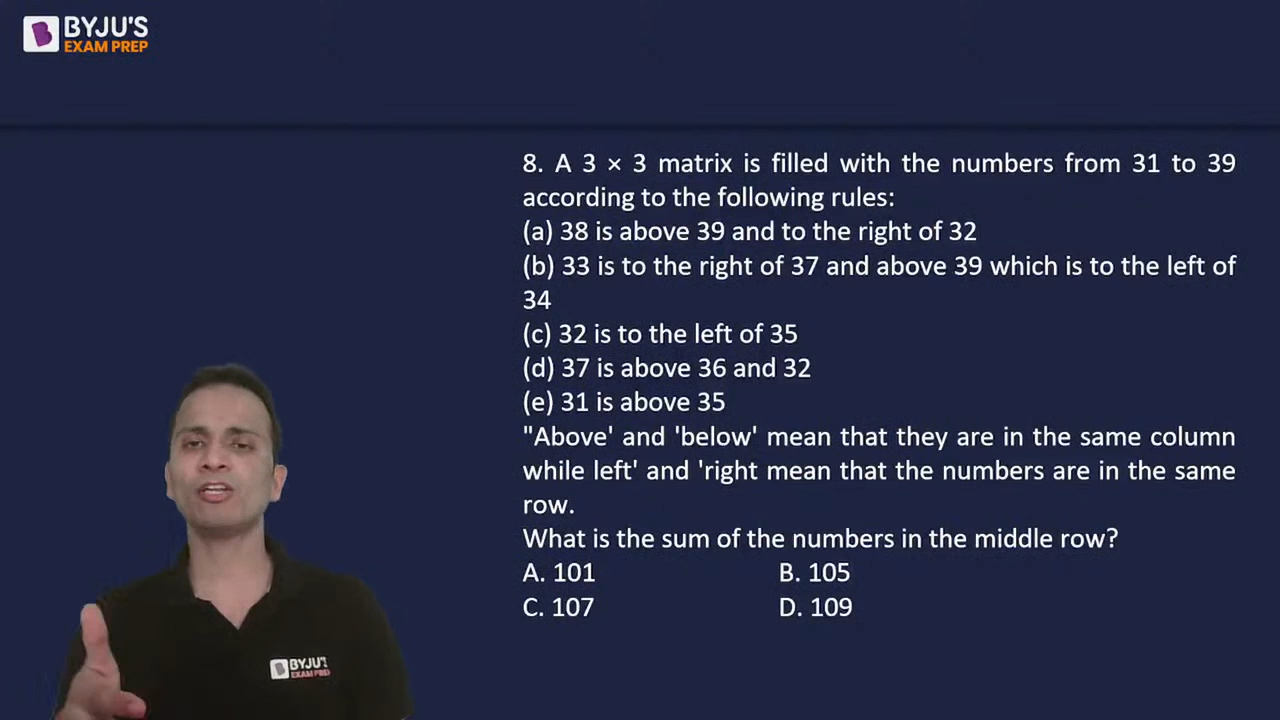 BYJU'S
EXAM PREP
8. A 3 × 3 matrix is filled with the numbers from 31 to 39
according to the following rules:
(a) 38 is above 39 and to the right of 32
(b) 33 is to the right of 37 and above 39 which is to the left of
34
(c) 32 is to the left of 35
(d) 37 is above 36 and 32
(e) 31 is above 35
"Above' and 'below' mean that they are in the same column
while left' and 'right mean that the numbers are in the same
row.
What is the sum of the numbers in the middle row?
A. 101 B. 105
C. 107 D. 109
BYJU'S
EXAM PREP